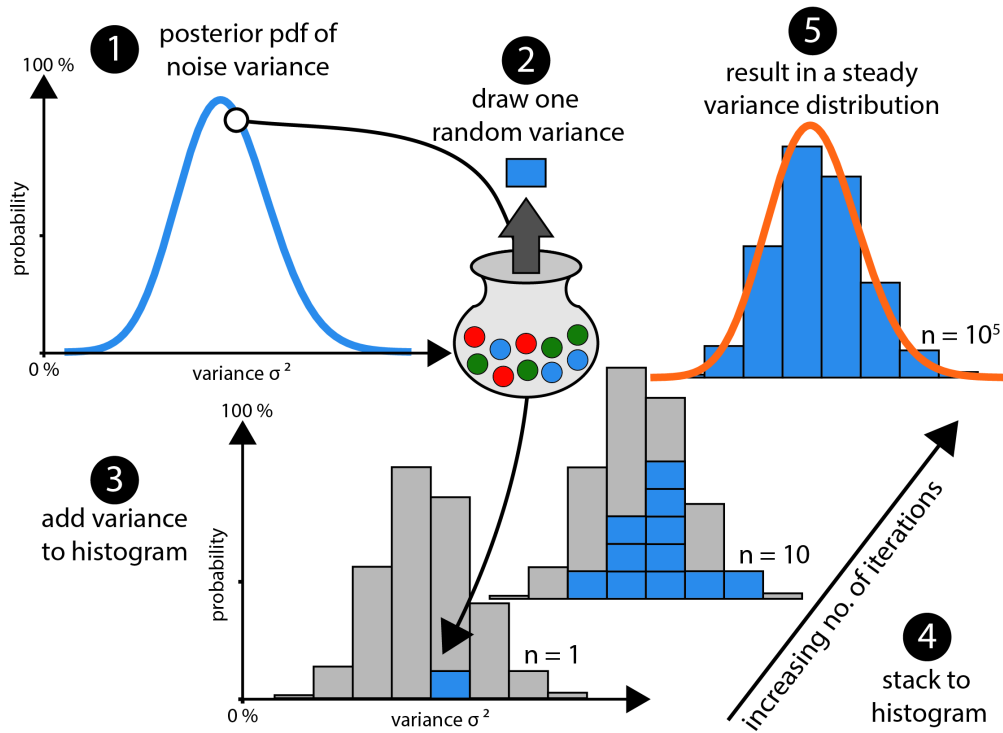 1
posterior pdf of
noise variance
100 %
probability
0 %
variance σ²
2
draw one
random variance
5
result in a steady
variance distribution
n = 10⁵
3
add variance
to histogram
100 %
probability
0 %
variance σ²
n = 1
n = 10
increasing no. of iterations
4
stack to
histogram